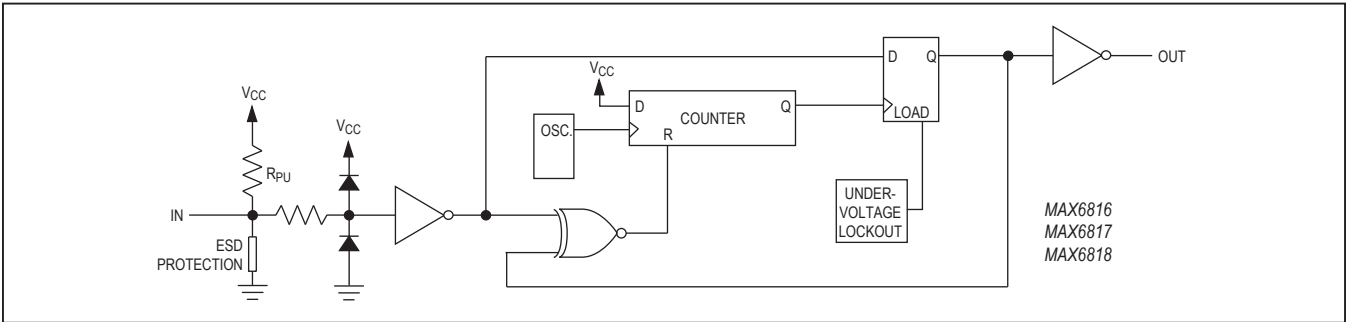 VCC
RPU
IN
ESD
PROTECTION
VCC
OSC.
VCC
D
COUNTER
Q
R
D
Q
LOAD
UNDER-
VOLTAGE
LOCKOUT
OUT
MAX6816
MAX6817
MAX6818